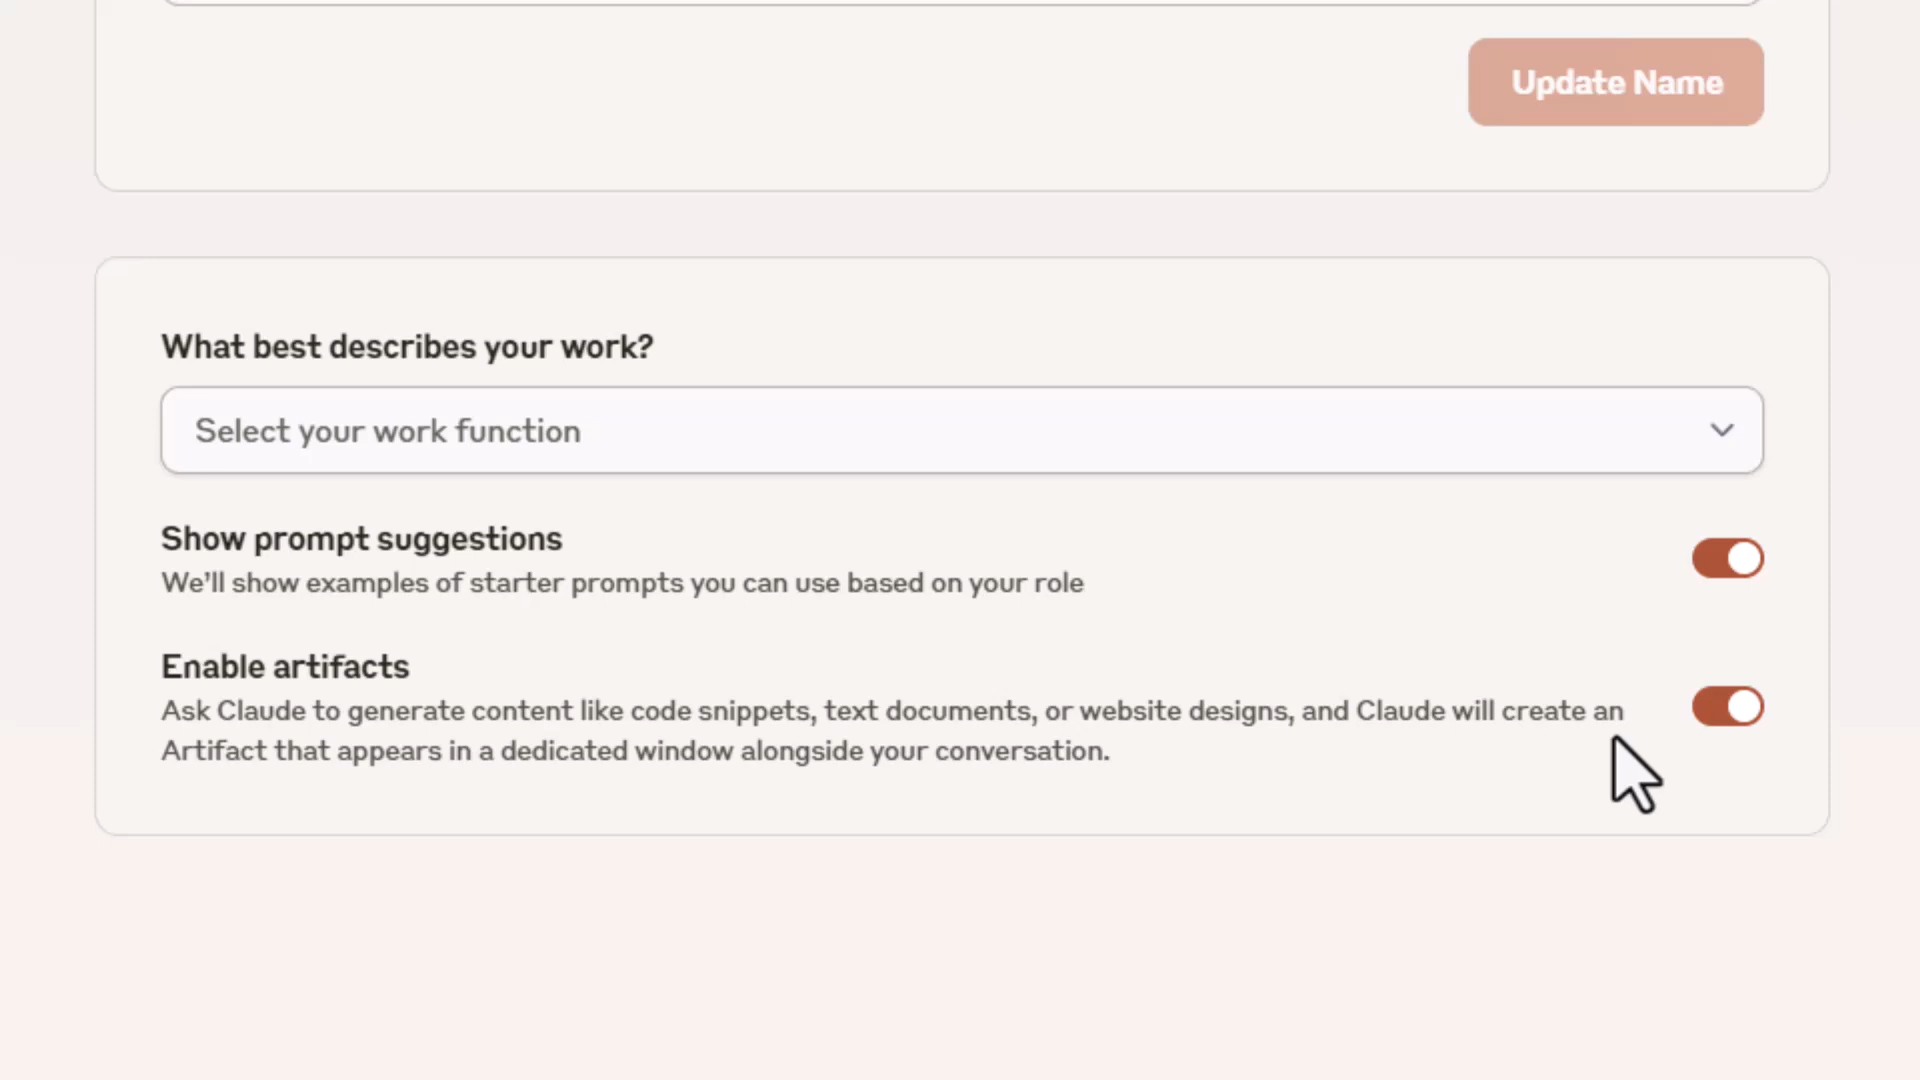 Update Name
What best describes your work?
Select your work function
Show prompt suggestions
We'll show examples of starter prompts you can use based on your role
Enable artifacts
Ask Claude to generate content like code snippets, text documents, or website designs, and Claude will create an
Artifact that appears in a dedicated window alongside your conversation.